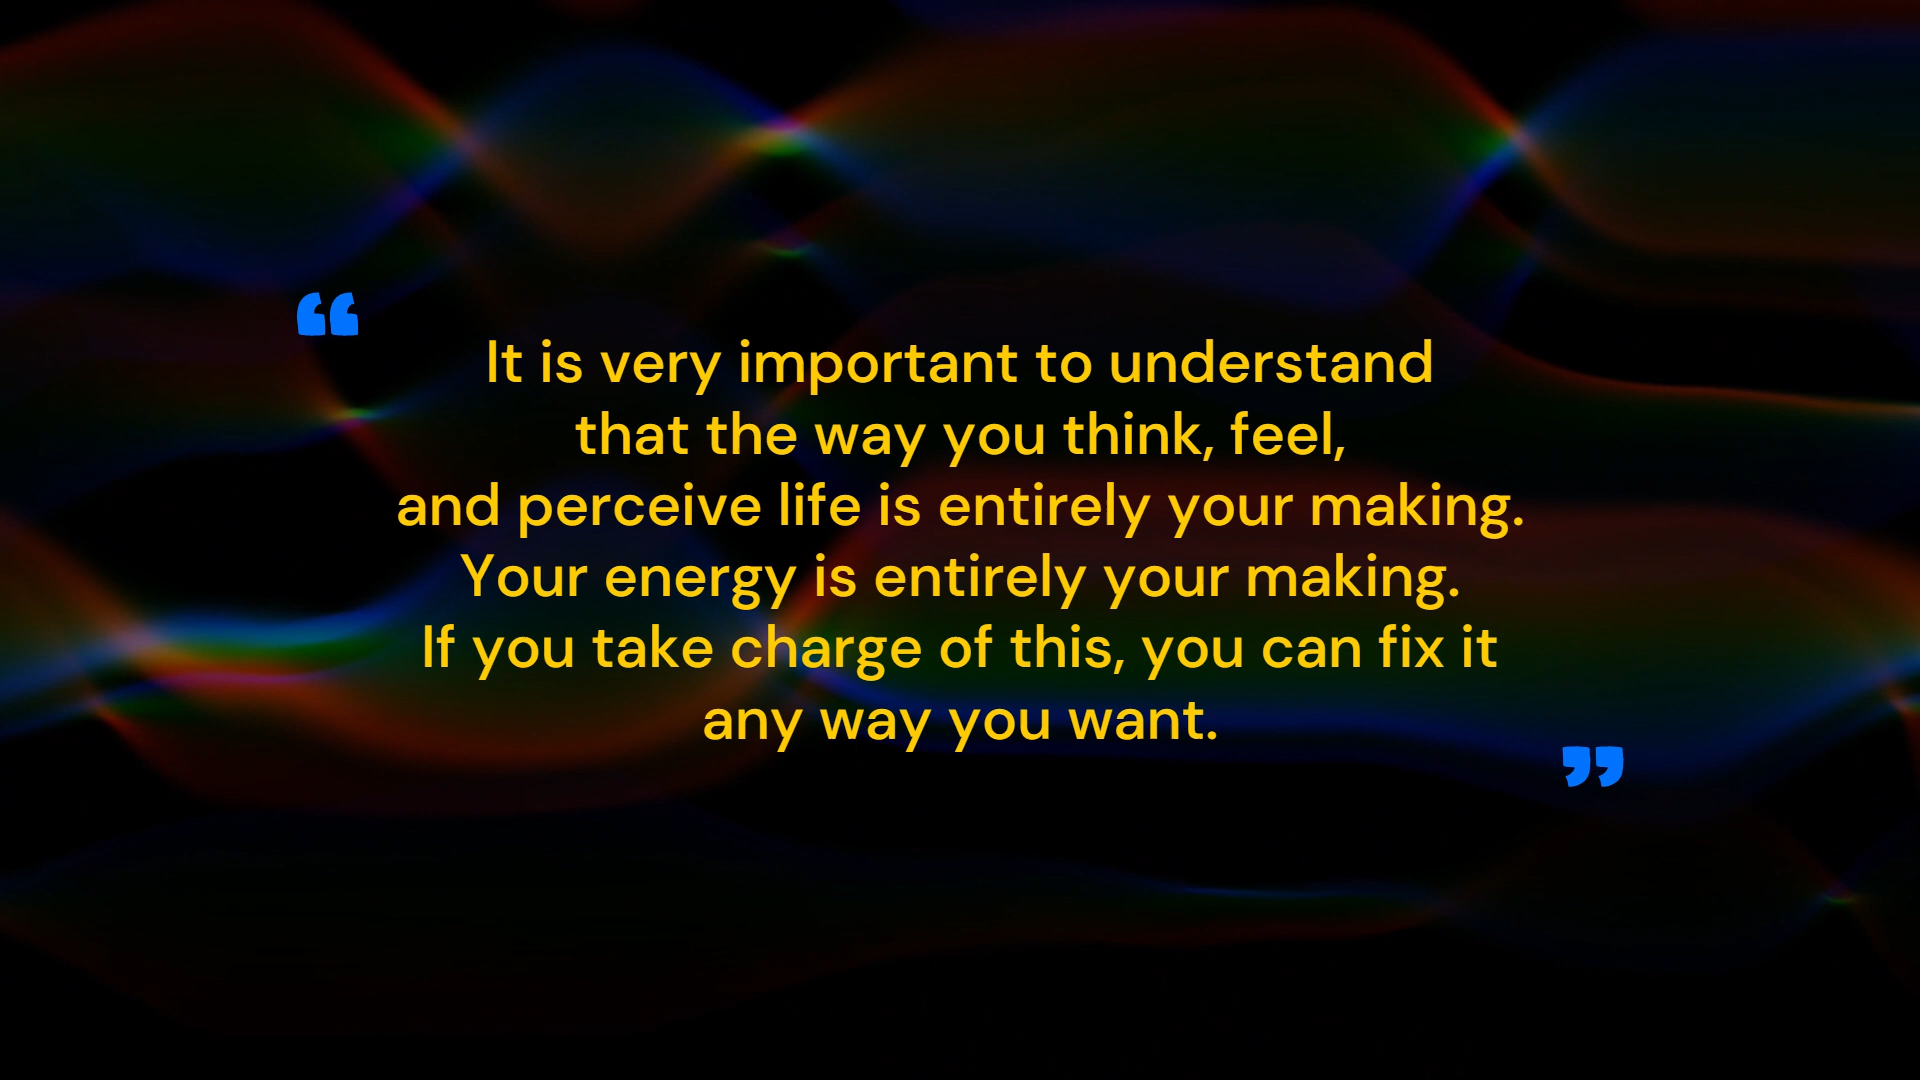 “
It is very important to understand
that the way you think, feel,
and perceive life is entirely your making.
Your energy is entirely your making.
If you take charge of this, you can fix it
any way you want.
”